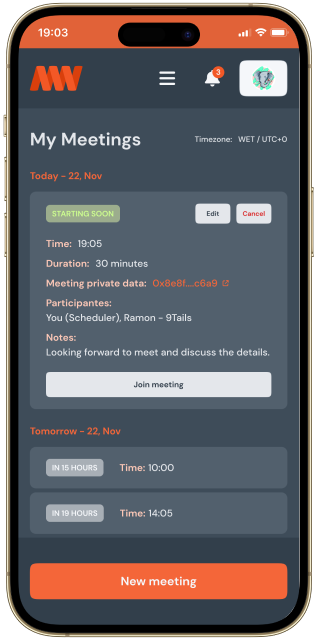 19:03
3
My Meetings
Timezone: WET / UTC+0
Today - 22, Nov
STARTING SOON
Edit
Cancel
Time: 19:05
Duration: 30 minutes
Meeting private data: 0x8e8f....c6a9
Participantes:
You (Scheduler), Ramon - 9Tails
Notes:
Looking forward to meet and discuss the details.
Join meeting
Tomorrow - 22, Nov
IN 15 HOURS
Time: 10:00
IN 19 HOURS
Time: 14:05
New meeting